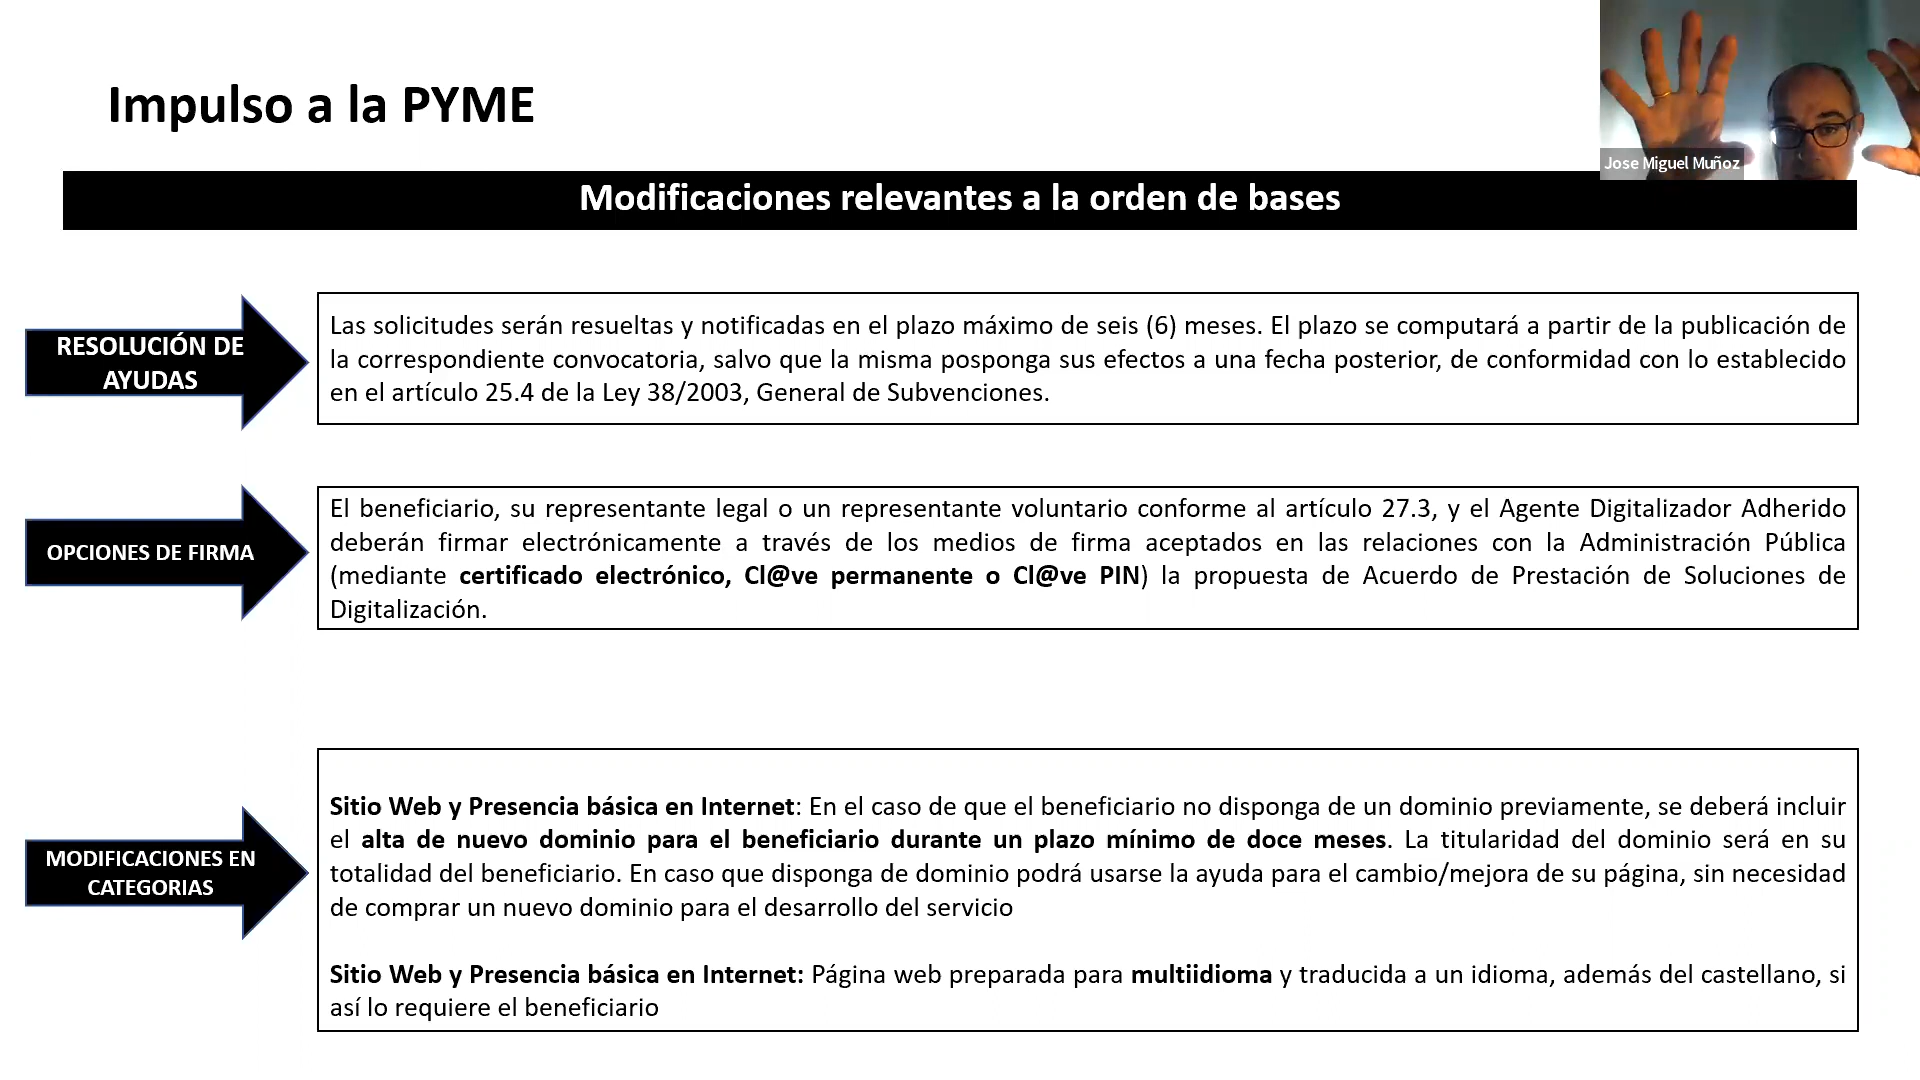 Impulso a la PYME
Jose Miguel Muñoz
Modificaciones relevantes a la orden de bases
RESOLUCIÓN DE
AYUDAS
Las solicitudes serán resueltas y notificadas en el plazo máximo de seis (6) meses. El plazo se computará a partir de la publicación de
la correspondiente convocatoria, salvo que la misma posponga sus efectos a una fecha posterior, de conformidad con lo establecido
en el artículo 25.4 de la Ley 38/2003, General de Subvenciones.
OPCIONES DE FIRMA
El beneficiario, su representante legal o un representante voluntario conforme al artículo 27.3, y el Agente Digitalizador Adherido
deberán firmar electrónicamente a través de los medios de firma aceptados en las relaciones con la Administración Pública
(mediante certificado electrónico, Cl@ve permanente o Cl@ve PIN) la propuesta de Acuerdo de Prestación de Soluciones de
Digitalización.
MODIFICACIONES EN
CATEGORIAS
Sitio Web y Presencia básica en Internet: En el caso de que el beneficiario no disponga de un dominio previamente, se deberá incluir
el alta de nuevo dominio para el beneficiario durante un plazo mínimo de doce meses. La titularidad del dominio será en su
totalidad del beneficiario. En caso que disponga de dominio podrá usarse la ayuda para el cambio/mejora de su página, sin necesidad
de comprar un nuevo dominio para el desarrollo del servicio
Sitio Web y Presencia básica en Internet: Página web preparada para multiidioma y traducida a un idioma, además del castellano, si
así lo requiere el beneficiario